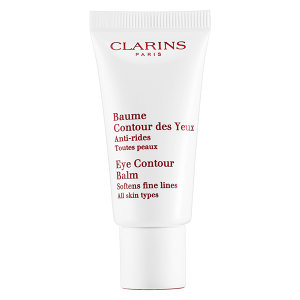 CLARINS
PARIS
Baume
Contour des Yeux
Anti-rides
Toutes peaux
Eye Contour
Balm
Softens fine lines
All skin types